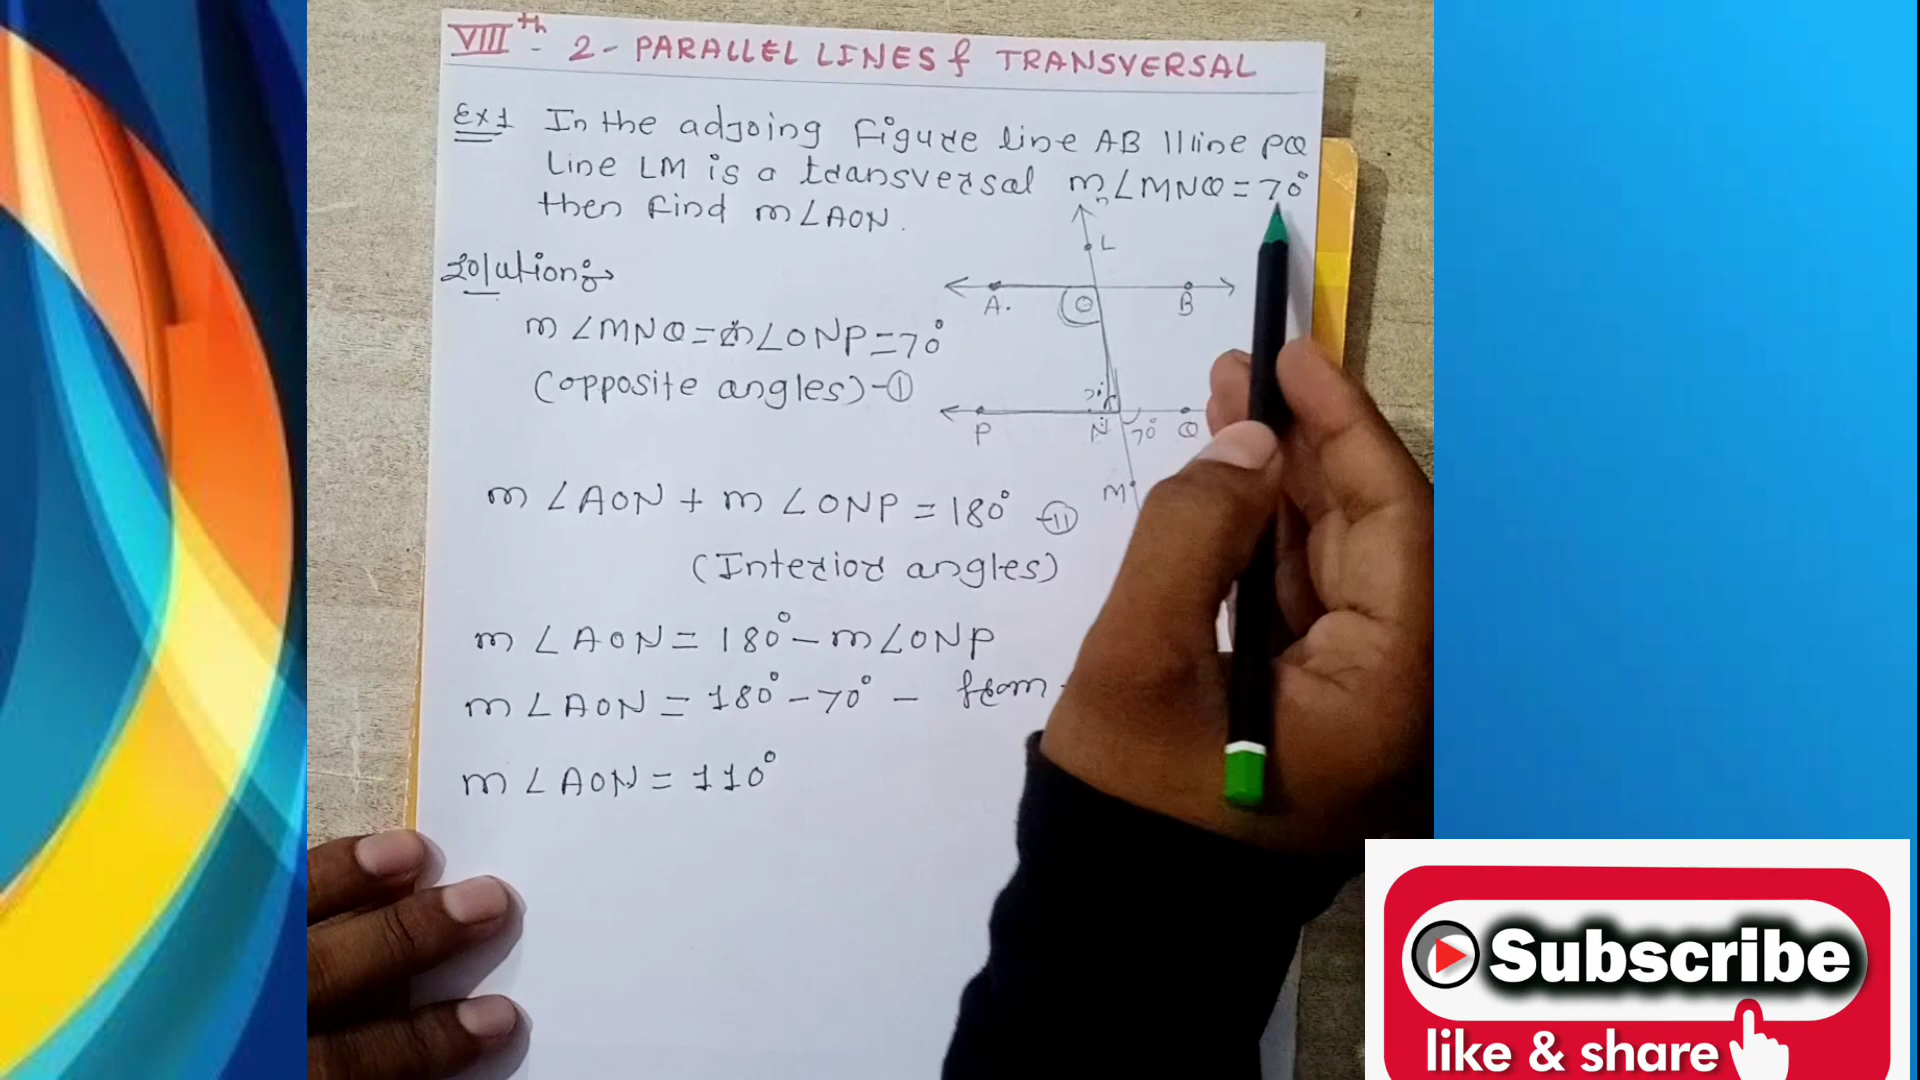 VIIIth - 2 - PARALLEL LINES & TRANSVERSAL
Ex 1 In the adjoing Figure line AB || line PQ
Line LM is a transversal m∠MNQ = 70°
then find m∠AON.
Solution:→
m∠MNQ = m∠ONP = 70°
(opposite angles) - ①
m∠AON + m∠ONP = 180° - ⑪
(Interior angles)
m∠AON = 180° - m∠ONP
m∠AON = 180° - 70° - from
m∠AON = 110°
L
A.
O
B
P
N
70°
Q
M
Subscribe
like & share